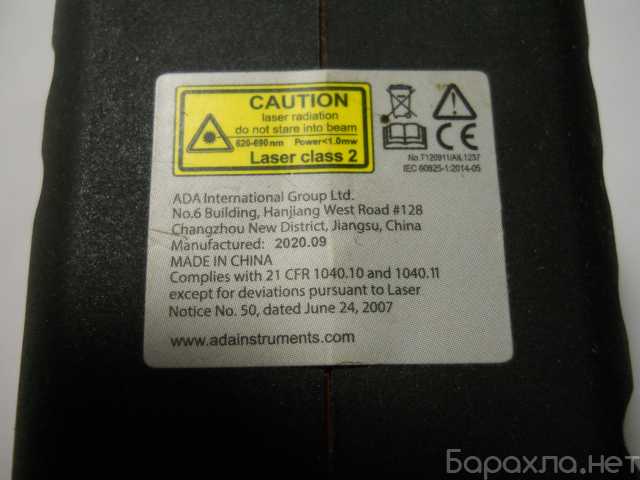 CAUTION
laser radiation
do not stare into beam
620-690nm Power<1.0mw
Laser class 2
CE
No.T120911/AIL1237
IEC 60825-1:2014-05
ADA International Group Ltd.
No.6 Building, Hanjiang West Road #128
Changzhou New District, Jiangsu, China
Manufactured: 2020.09
MADE IN CHINA
Complies with 21 CFR 1040.10 and 1040.11
except for deviations pursuant to Laser
Notice No. 50, dated June 24, 2007
www.adainstruments.com
Барахла.нет